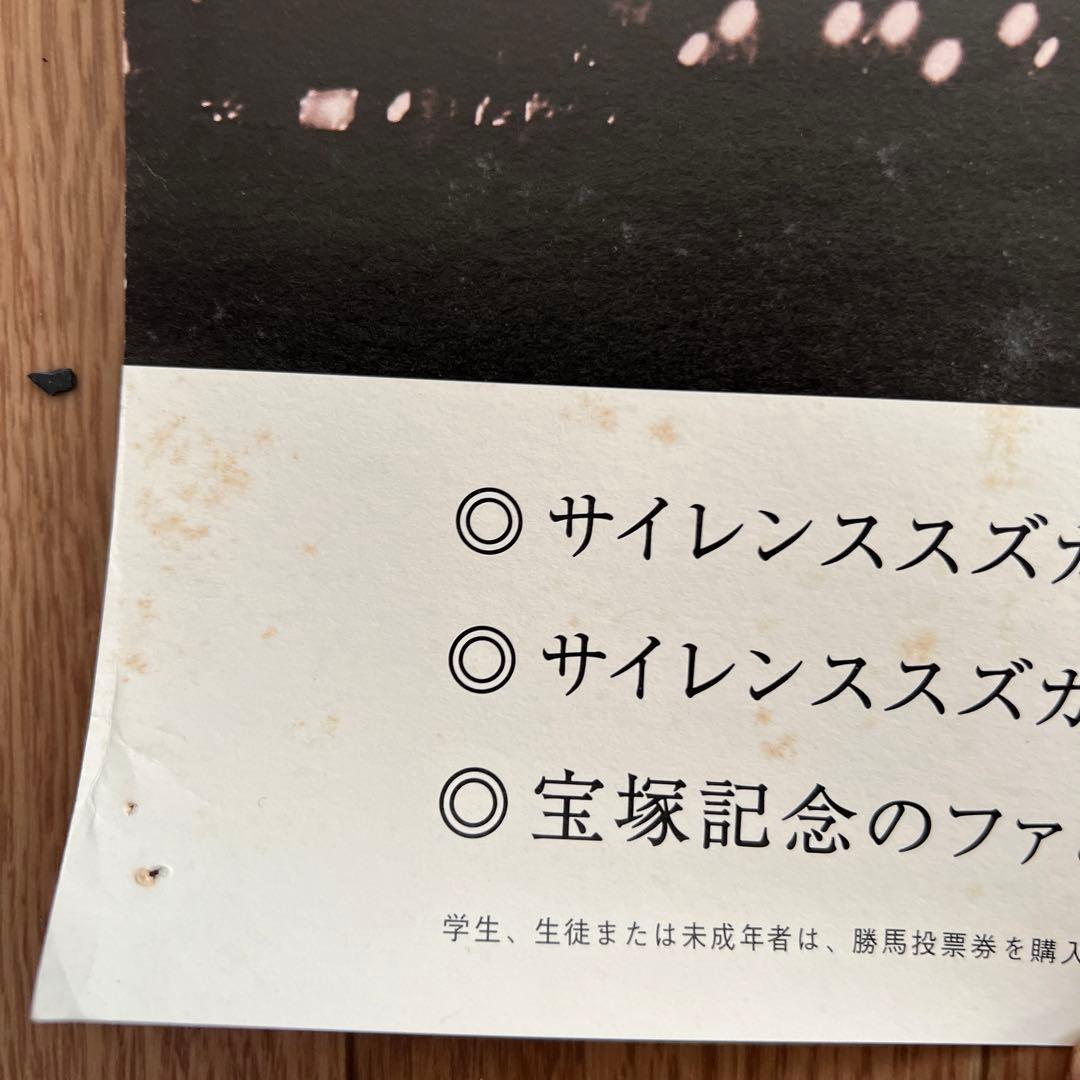 ◎ サイレンススズカ
◎ サイレンススズカ
◎ 宝塚記念のファ
学生、生徒または未成年者は、勝馬投票券を購入